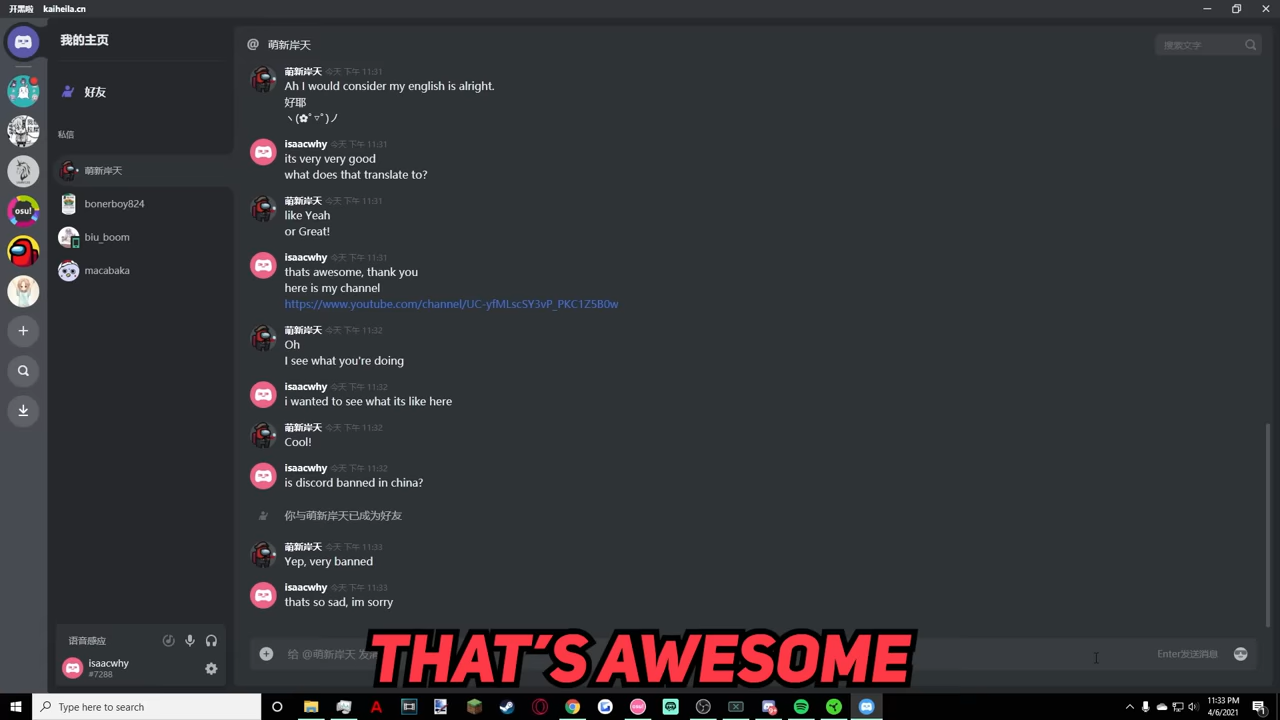 开黑啦 kaiheila.cn
我的主页
好友
私信
萌新岸天
bonerboy824
biu_boom
macabaka
osu!
@ 萌新岸天
搜索文字
萌新岸天 今天 下午 11:31
Ah I would consider my english is alright.
好耶
ヽ(✿ﾟ▽ﾟ)ノ
isaacwhy 今天 下午 11:31
its very very good
what does that translate to?
萌新岸天 今天 下午 11:31
like Yeah
or Great!
isaacwhy 今天 下午 11:31
thats awesome, thank you
here is my channel
https://www.youtube.com/channel/UC-yfMLscSY3vP_PKC1Z5B0w
萌新岸天 今天 下午 11:32
Oh
I see what you're doing
isaacwhy 今天 下午 11:32
i wanted to see what its like here
萌新岸天 今天 下午 11:32
Cool!
isaacwhy 今天 下午 11:32
is discord banned in china?
你与萌新岸天已成为好友
萌新岸天 今天 下午 11:33
Yep, very banned
isaacwhy 今天 下午 11:33
thats so sad, im sorry
给 @萌新岸天 发
Enter发送消息
THAT'S AWESOME
语音感应
isaacwhy
#7288
Type here to search
osu!
11:33 PM
4/6/2021